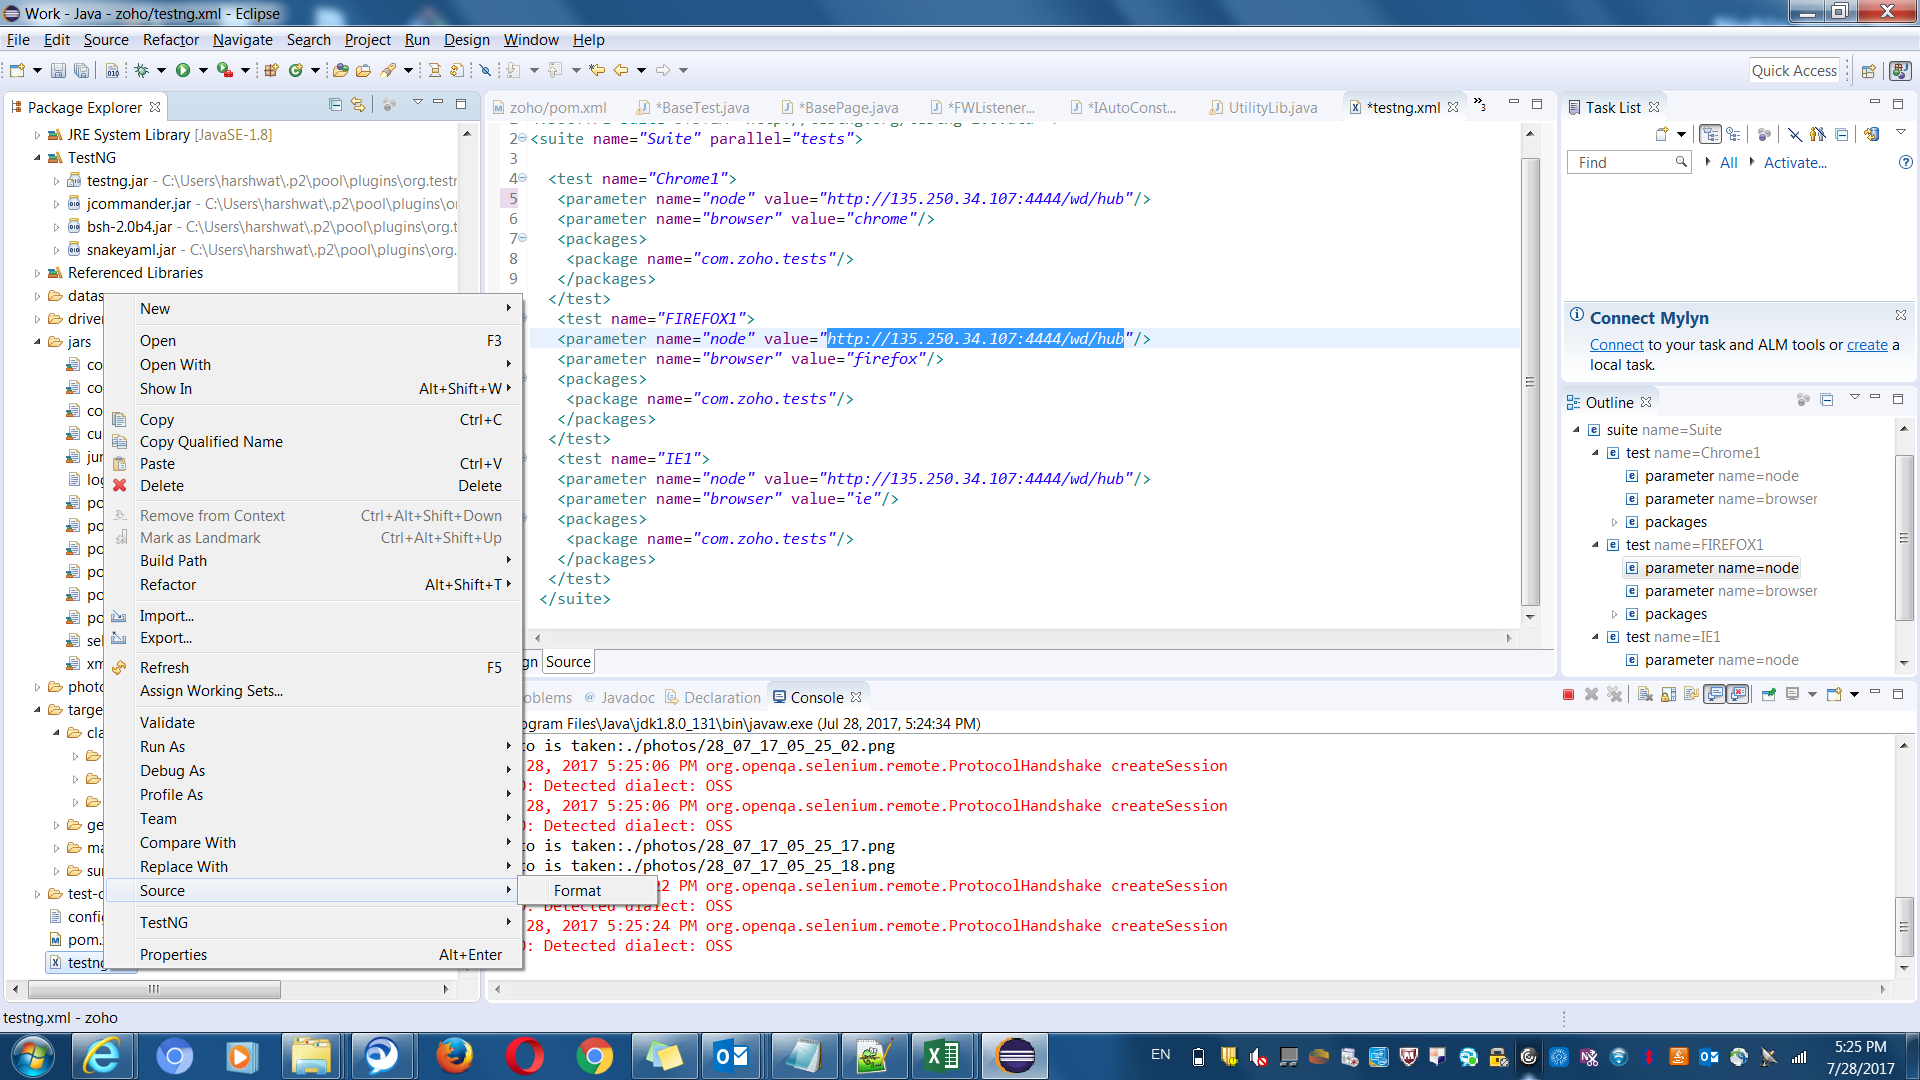 Work - Java - zoho/testng.xml - Eclipse
File Edit Source Refactor Navigate Search Project Run Design Window Help
Quick Access
Package Explorer
JRE System Library [JavaSE-1.8]
TestNG
testng.jar - C:\Users\harshwat\.p2\pool\plugins\org.testr
jcommander.jar - C:\Users\harshwat\.p2\pool\plugins\o
bsh-2.0b4.jar - C:\Users\harshwat\.p2\pool\plugins\org.t
snakeyaml.jar - C:\Users\harshwat\.p2\pool\plugins\org.
Referenced Libraries
datas
driver
jars
co
co
co
cu
jur
log
po
po
po
po
po
po
sel
xm
photo
targe
cla
ge
ma
sur
test-o
config
pom.
testng
New
Open F3
Open With
Show In Alt+Shift+W
Copy Ctrl+C
Copy Qualified Name
Paste Ctrl+V
Delete Delete
Remove from Context Ctrl+Alt+Shift+Down
Mark as Landmark Ctrl+Alt+Shift+Up
Build Path
Refactor Alt+Shift+T
Import...
Export...
Refresh F5
Assign Working Sets...
Validate
Run As
Debug As
Profile As
Team
Compare With
Replace With
Source
Format
TestNG
Properties Alt+Enter
zoho/pom.xml *BaseTest.java *BasePage.java *FWListener... *IAutoConst... UtilityLib.java *testng.xml »3
2 <suite name="Suite" parallel="tests">
3
4 <test name="Chrome1">
5 <parameter name="node" value="http://135.250.34.107:4444/wd/hub"/>
6 <parameter name="browser" value="chrome"/>
7 <packages>
8 <package name="com.zoho.tests"/>
9 </packages>
</test>
<test name="FIREFOX1">
<parameter name="node" value="http://135.250.34.107:4444/wd/hub"/>
<parameter name="browser" value="firefox"/>
<packages>
<package name="com.zoho.tests"/>
</packages>
</test>
<test name="IE1">
<parameter name="node" value="http://135.250.34.107:4444/wd/hub"/>
<parameter name="browser" value="ie"/>
<packages>
<package name="com.zoho.tests"/>
</packages>
</test>
</suite>
gn Source
oblems Javadoc Declaration Console
ogram Files\Java\jdk1.8.0_131\bin\javaw.exe (Jul 28, 2017, 5:24:34 PM)
to is taken:./photos/28_07_17_05_25_02.png
28, 2017 5:25:06 PM org.openqa.selenium.remote.ProtocolHandshake createSession
: Detected dialect: OSS
28, 2017 5:25:06 PM org.openqa.selenium.remote.ProtocolHandshake createSession
: Detected dialect: OSS
to is taken:./photos/28_07_17_05_25_17.png
to is taken:./photos/28_07_17_05_25_18.png
22 PM org.openqa.selenium.remote.ProtocolHandshake createSession
: Detected dialect: OSS
28, 2017 5:25:24 PM org.openqa.selenium.remote.ProtocolHandshake createSession
: Detected dialect: OSS
Task List
Find All Activate...
Connect Mylyn
Connect to your task and ALM tools or create a
local task.
Outline
suite name=Suite
test name=Chrome1
parameter name=node
parameter name=browser
packages
test name=FIREFOX1
parameter name=node
parameter name=browser
packages
test name=IE1
parameter name=node
testng.xml - zoho
EN
5:25 PM
7/28/2017